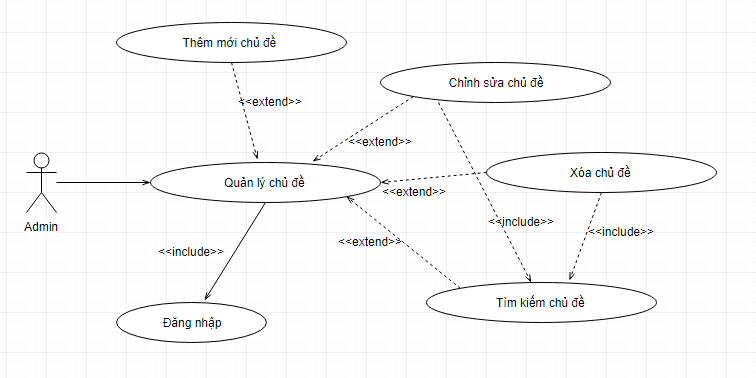 Thêm mới chủ đề
Chỉnh sửa chủ đề
<<extend>>
<<extend>>
Quản lý chủ đề
Xóa chủ đề
<<extend>>
Admin
<<include>>
<<include>>
<<extend>>
<<include>>
Tìm kiếm chủ đề
Đăng nhập